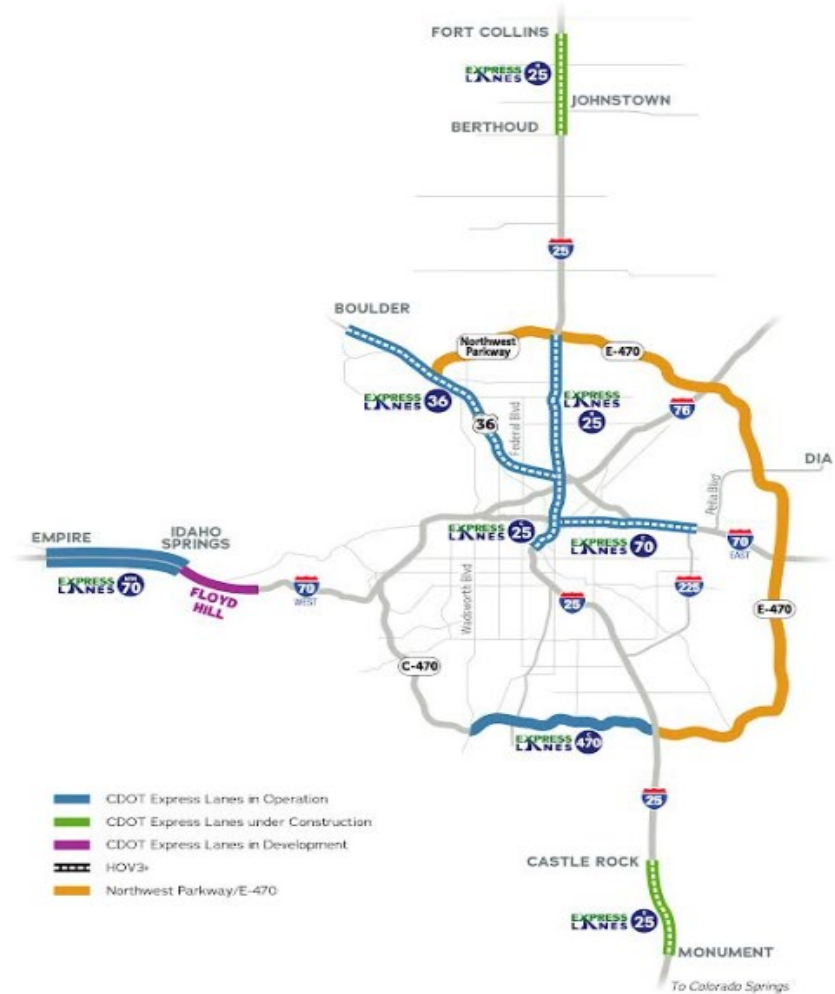 FORT COLLINS
EXPRESS
LANES
N
25
JOHNSTOWN
BERTHOUD
25
BOULDER
Northwest
Parkway
E-470
EXPRESS
LANES
36
EXPRESS
LANES
N
25
Federal Blvd
36
76
DIA
Peña Blvd
EMPIRE
IDAHO
SPRINGS
EXPRESS
LANES
25
EXPRESS
LANES
70
70
EAST
EXPRESS
LANES
MTN
70
FLOYD
HILL
70
WEST
Wadsworth Blvd
25
225
E-470
C-470
EXPRESS
LANES
C
470
25
CDOT Express Lanes in Operation
CDOT Express Lanes under Construction
CDOT Express Lanes in Development
HOV3+
Northwest Parkway/E-470
CASTLE ROCK
EXPRESS
LANES
S
25
MONUMENT
To Colorado Springs